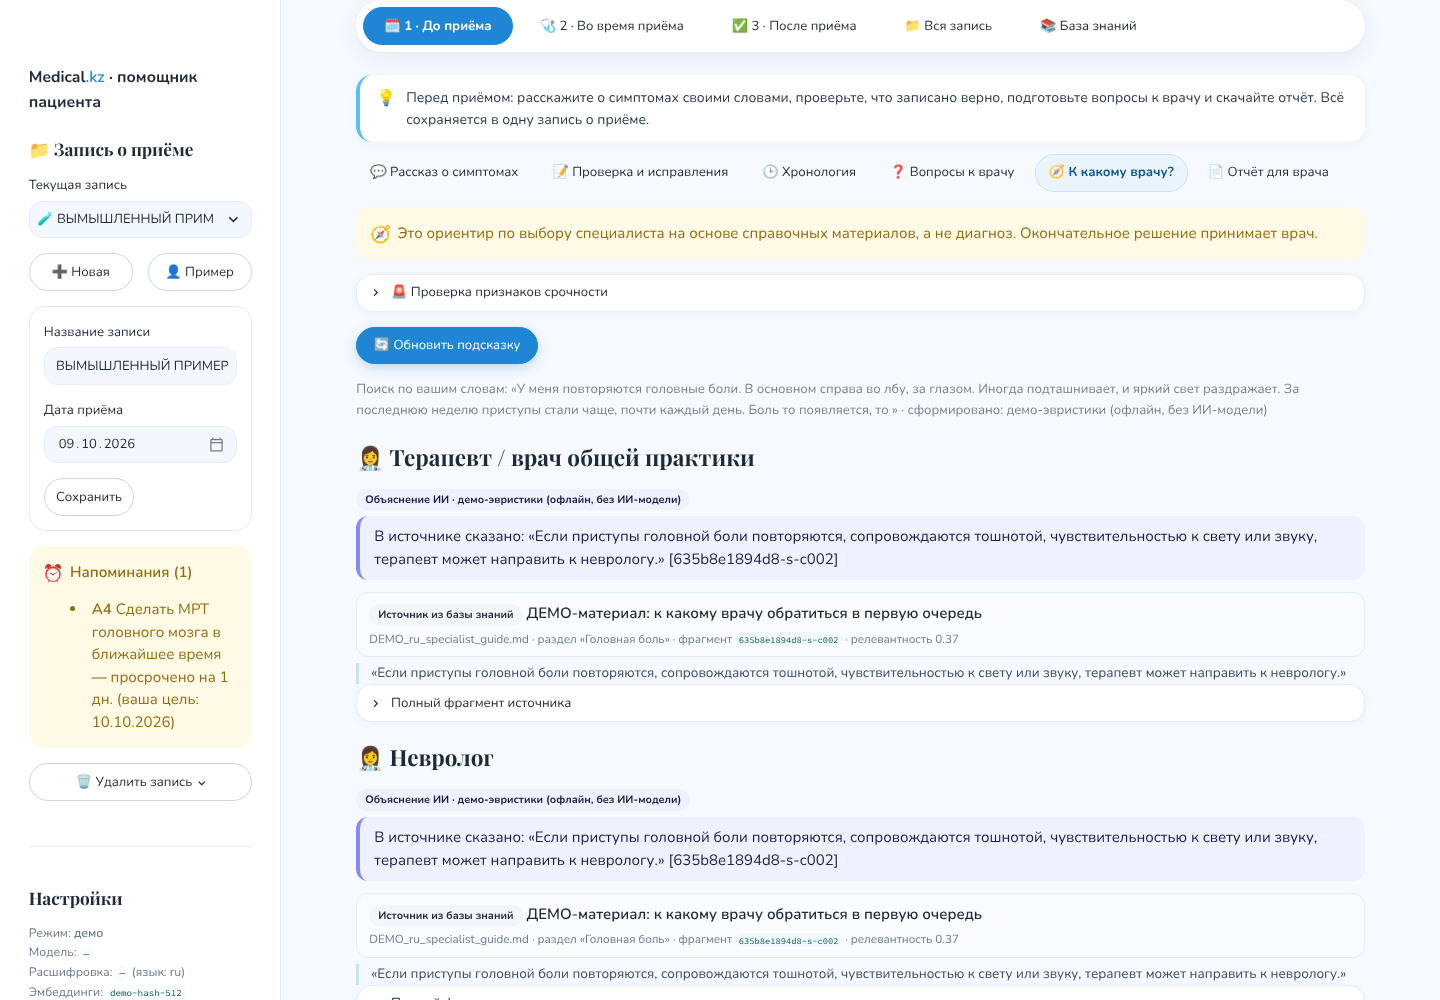 Medical.kz · помощник
пациента
📁 Запись о приёме
Текущая запись
🧪 ВЫМЫШЛЕННЫЙ ПРИМ
➕ Новая
👤 Пример
Название записи
ВЫМЫШЛЕННЫЙ ПРИМЕР
Дата приёма
09.10.2026
Сохранить
⏰ Напоминания (1)
• A4 Сделать МРТ
головного мозга в
ближайшее время
— просрочено на 1
дн. (ваша цель:
10.10.2026)
🗑️ Удалить запись
Настройки
Режим: демо
Модель: –
Расшифровка: – (язык: ru)
Эмбеддинги: demo-hash-512
🗓️ 1 · До приёма
🩺 2 · Во время приёма
✅ 3 · После приёма
📁 Вся запись
📚 База знаний
💡 Перед приёмом: расскажите о симптомах своими словами, проверьте, что записано верно, подготовьте вопросы к врачу и скачайте отчёт. Всё
сохраняется в одну запись о приёме.
💬 Рассказ о симптомах
📝 Проверка и исправления
🕒 Хронология
❓ Вопросы к врачу
🧭 К какому врачу?
📄 Отчёт для врача
🧭 Это ориентир по выбору специалиста на основе справочных материалов, а не диагноз. Окончательное решение принимает врач.
🚨 Проверка признаков срочности
🔄 Обновить подсказку
Поиск по вашим словам: «У меня повторяются головные боли. В основном справа во лбу, за глазом. Иногда подташнивает, и яркий свет раздражает. За
последнюю неделю приступы стали чаще, почти каждый день. Боль то появляется, то » · сформировано: демо-эвристики (офлайн, без ИИ-модели)
👩‍⚕️ Терапевт / врач общей практики
Объяснение ИИ · демо-эвристики (офлайн, без ИИ-модели)
В источнике сказано: «Если приступы головной боли повторяются, сопровождаются тошнотой, чувствительностью к свету или звуку,
терапевт может направить к неврологу.» [635b8e1894d8-s-c002]
Источник из базы знаний ДЕМО-материал: к какому врачу обратиться в первую очередь
DEMO_ru_specialist_guide.md · раздел «Головная боль» · фрагмент 635b8e1894d8-s-c002 · релевантность 0.37
«Если приступы головной боли повторяются, сопровождаются тошнотой, чувствительностью к свету или звуку, терапевт может направить к неврологу.»
Полный фрагмент источника
👩‍⚕️ Невролог
Объяснение ИИ · демо-эвристики (офлайн, без ИИ-модели)
В источнике сказано: «Если приступы головной боли повторяются, сопровождаются тошнотой, чувствительностью к свету или звуку,
терапевт может направить к неврологу.» [635b8e1894d8-s-c002]
Источник из базы знаний ДЕМО-материал: к какому врачу обратиться в первую очередь
DEMO_ru_specialist_guide.md · раздел «Головная боль» · фрагмент 635b8e1894d8-s-c002 · релевантность 0.37
«Если приступы головной боли повторяются, сопровождаются тошнотой, чувствительностью к свету или звуку, терапевт может направить к неврологу.»